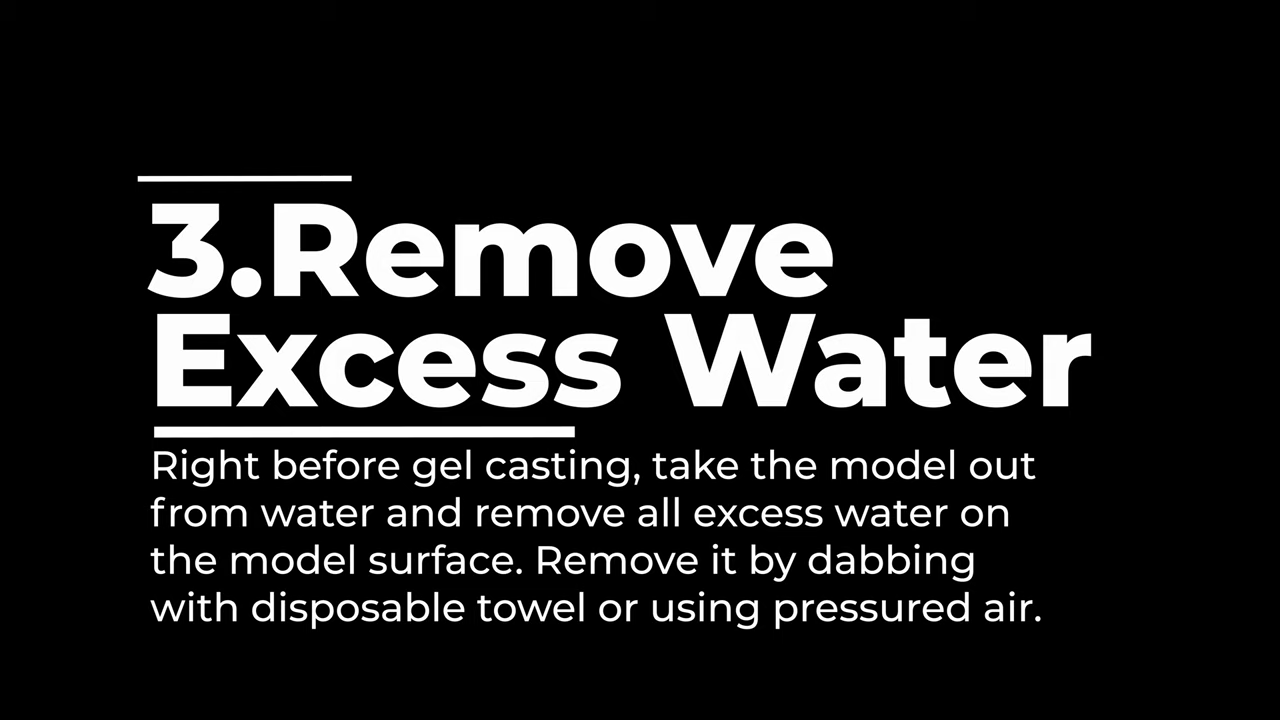 3.Remove
Excess Water
Right before gel casting, take the model out
from water and remove all excess water on
the model surface. Remove it by dabbing
with disposable towel or using pressured air.